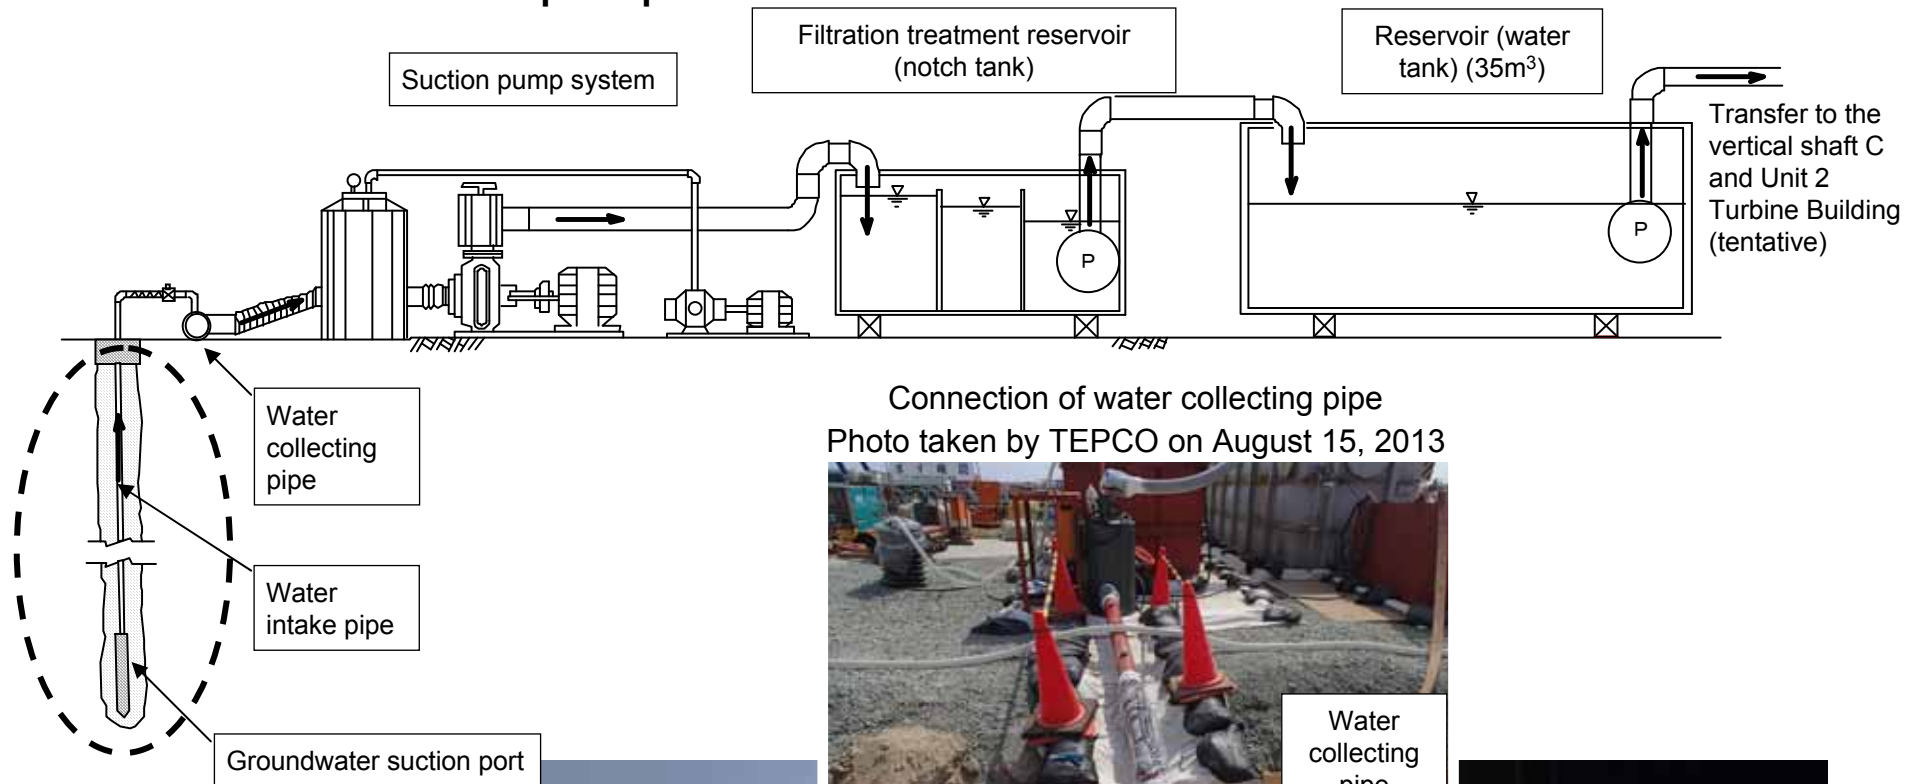 Filtration treatment reservoir
(notch tank)
Reservoir (water
tank) (35m³)
Suction pump system
Transfer to the
vertical shaft C
and Unit 2
Turbine Building
(tentative)
P
P
Water
collecting
pipe
Water
intake pipe
Groundwater suction port
Connection of water collecting pipe
Photo taken by TEPCO on August 15, 2013
Water
collecting